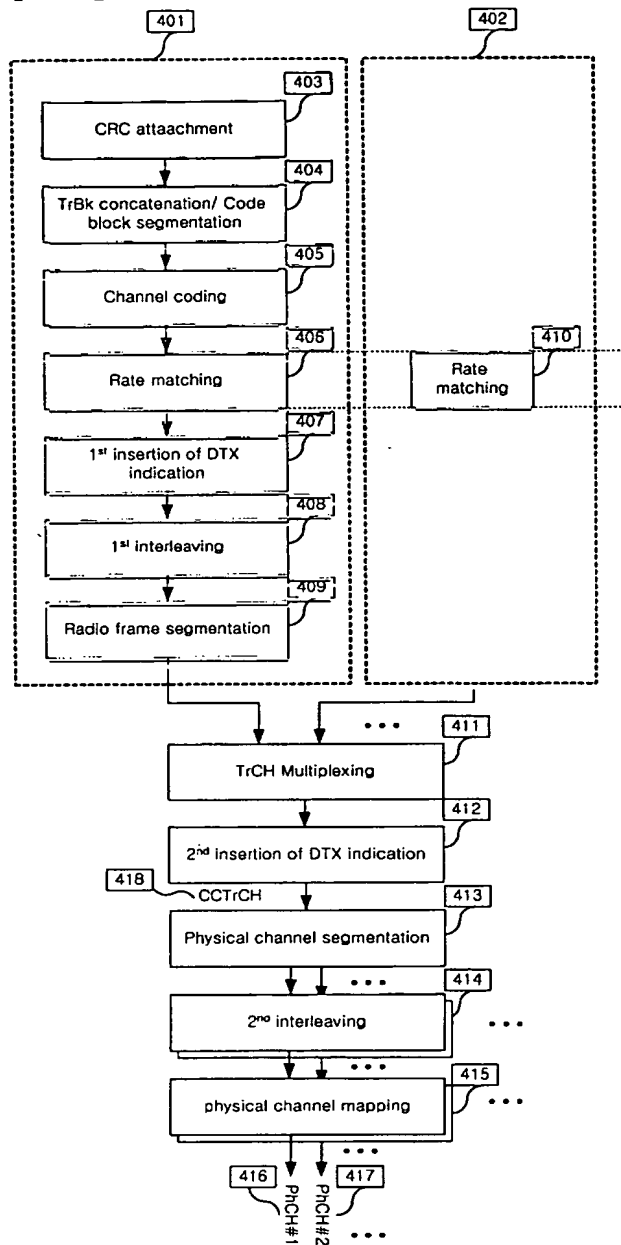 401
402
403
CRC attaachment
404
TrBk concatenation/ Code
block segmentation
405
Channel coding
406
Rate matching
410
Rate
matching
407
1st insertion of DTX
indication
408
1st interleaving
409
Radio frame segmentation
411
TrCH Multiplexing
412
2nd insertion of DTX indication
418
CCTrCH
413
Physical channel segmentation
414
2nd interleaving
415
physical channel mapping
416
PhCH#1
PhCH#2
417